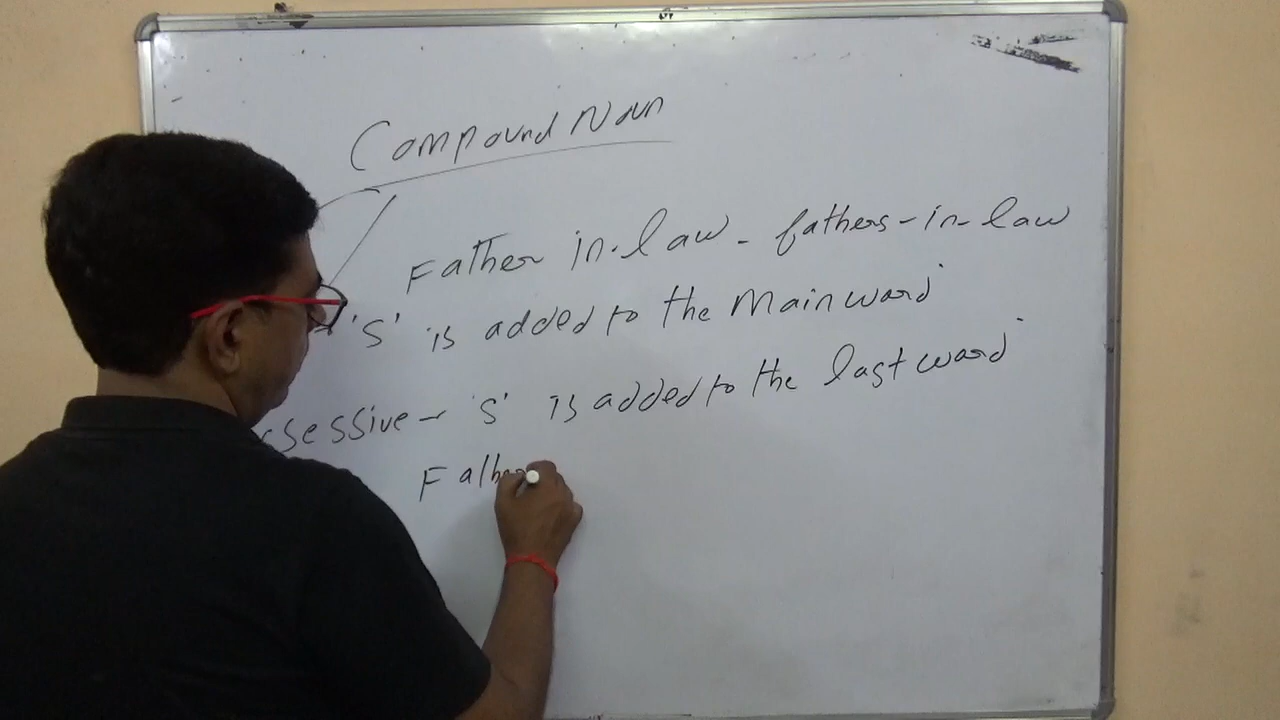 Compound Noun
Father in-law - fathers-in-law
'S' is added to the Main word
ssessive - 'S' is added to the last word
Fathe